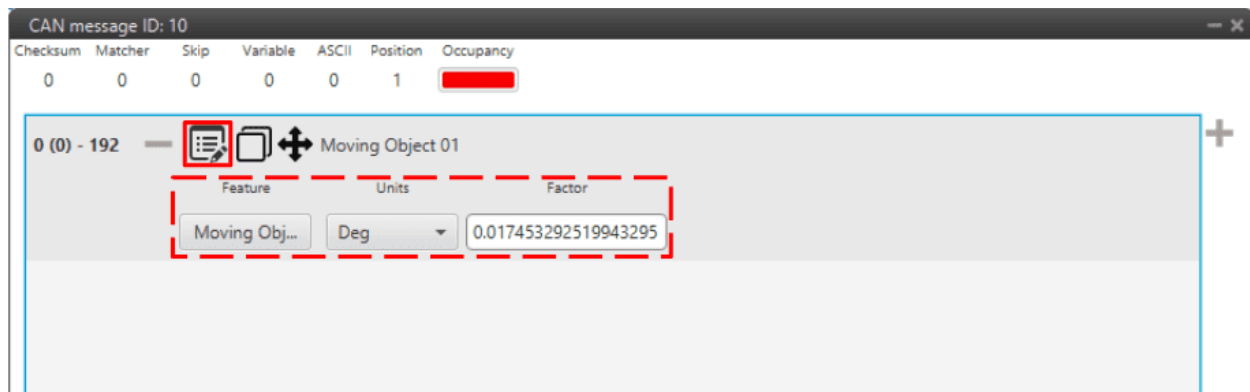 CAN message ID: 10
Checksum Matcher Skip Variable ASCII Position Occupancy
0 0 0 0 0 1
0 (0) - 192 Moving Object 01
Feature Units Factor
Moving Obj... Deg 0.017453292519943295